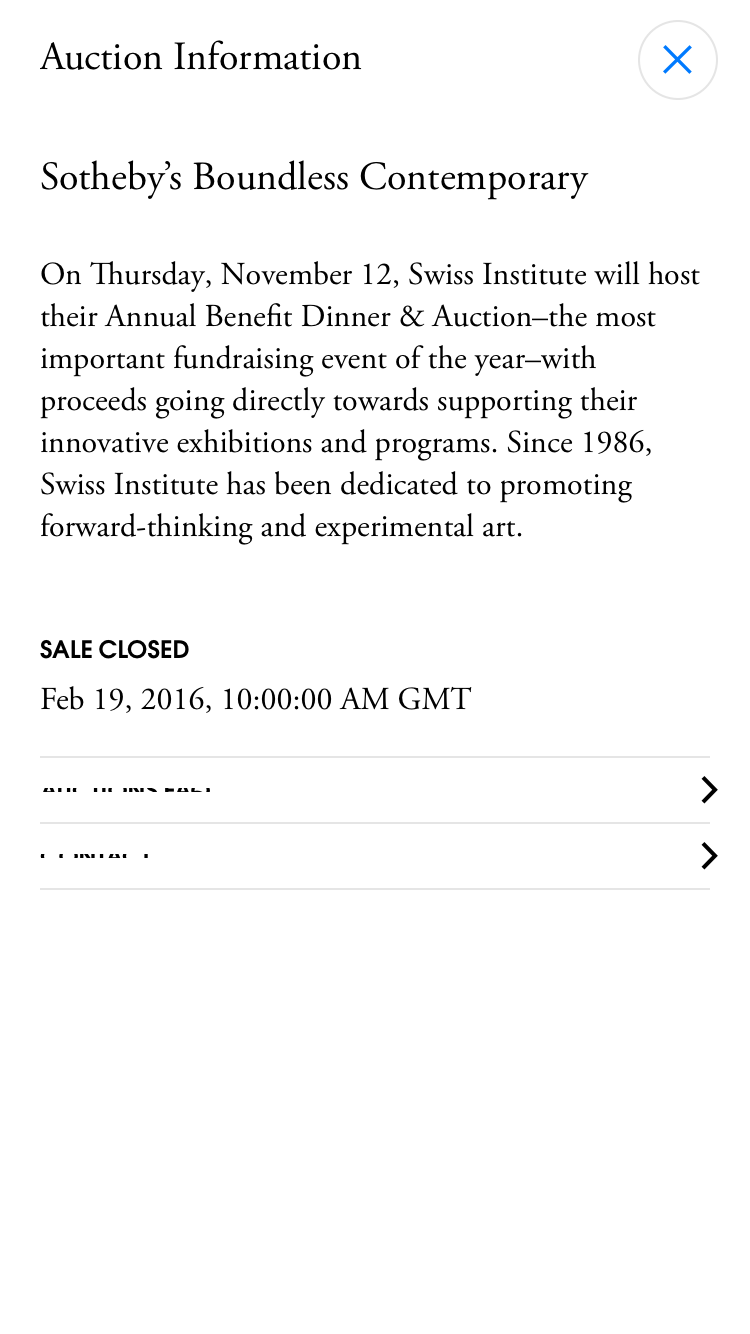 Auction Information
Sotheby’s Boundless Contemporary
On Thursday, November 12, Swiss Institute will host
their Annual Benefit Dinner & Auction–the most
important fundraising event of the year–with
proceeds going directly towards supporting their
innovative exhibitions and programs. Since 1986,
Swiss Institute has been dedicated to promoting
forward-thinking and experimental art.
SALE CLOSED
Feb 19, 2016, 10:00:00 AM GMT